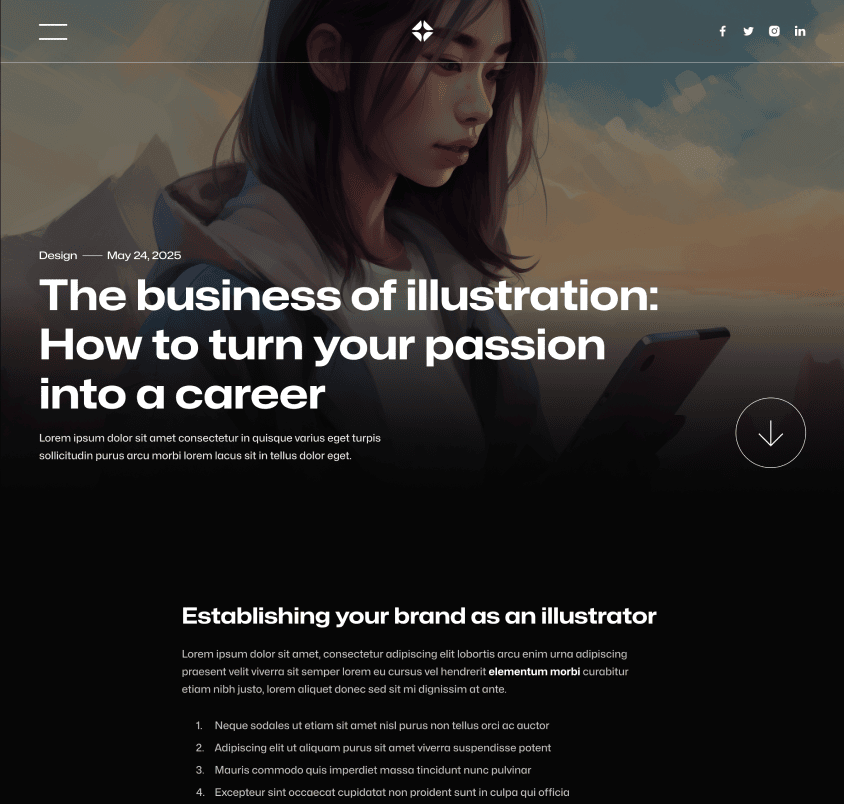 Design — May 24, 2025
The business of illustration:
How to turn your passion
into a career
Lorem ipsum dolor sit amet consectetur in quisque varius eget turpis
sollicitudin purus arcu morbi lorem lacus sit in tellus dolor eget.
Establishing your brand as an illustrator
Lorem ipsum dolor sit amet, consectetur adipiscing elit lobortis arcu enim urna adipiscing
praesent velit viverra sit semper lorem eu cursus vel hendrerit elementum morbi curabitur
etiam nibh justo, lorem aliquet donec sed sit mi dignissim at ante.
1. Neque sodales ut etiam sit amet nisl purus non tellus orci ac auctor
2. Adipiscing elit ut aliquam purus sit amet viverra suspendisse potent
3. Mauris commodo quis imperdiet massa tincidunt nunc pulvinar
4. Excepteur sint occaecat cupidatat non proident sunt in culpa qui officia